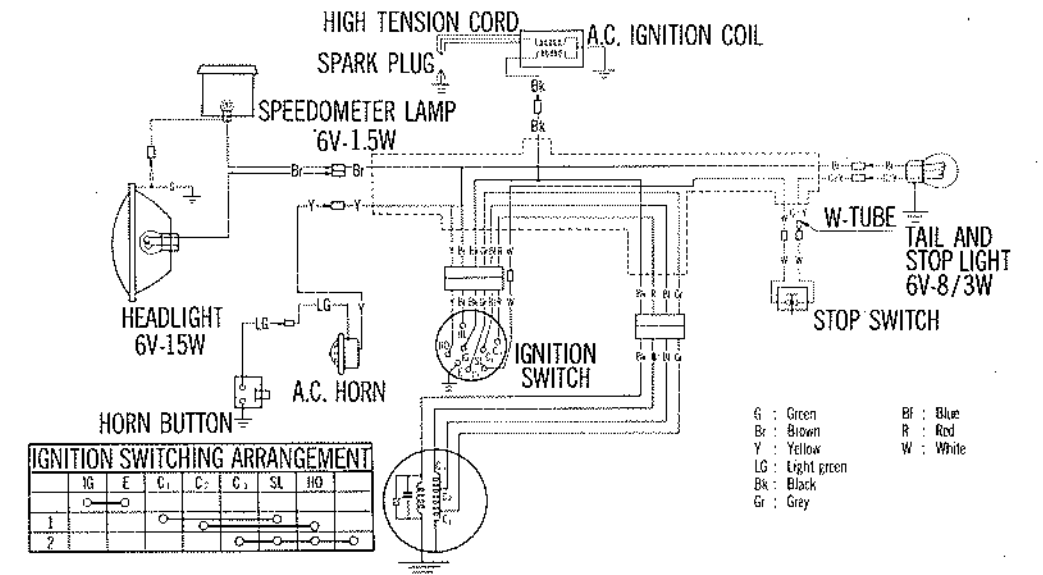 HIGH TENSION CORD
A.C. IGNITION COIL
SPARK PLUG
Bk
Bk
SPEEDOMETER LAMP
6V-1.5W
Br
Br
G
Y
Y
W-TUBE
TAIL AND
STOP LIGHT
6V-8/3W
STOP SWITCH
LG
LG
Y
HEADLIGHT
6V-15W
A.C. HORN
IGNITION
SWITCH
HORN BUTTON
IGNITION SWITCHING ARRANGEMENT
IG E C1 C2 C3 SL HO
1
2
G : Green
Br : Brown
Y : Yellow
LG : Light green
Bk : Black
Gr : Grey
Bl : Blue
R : Red
W : White